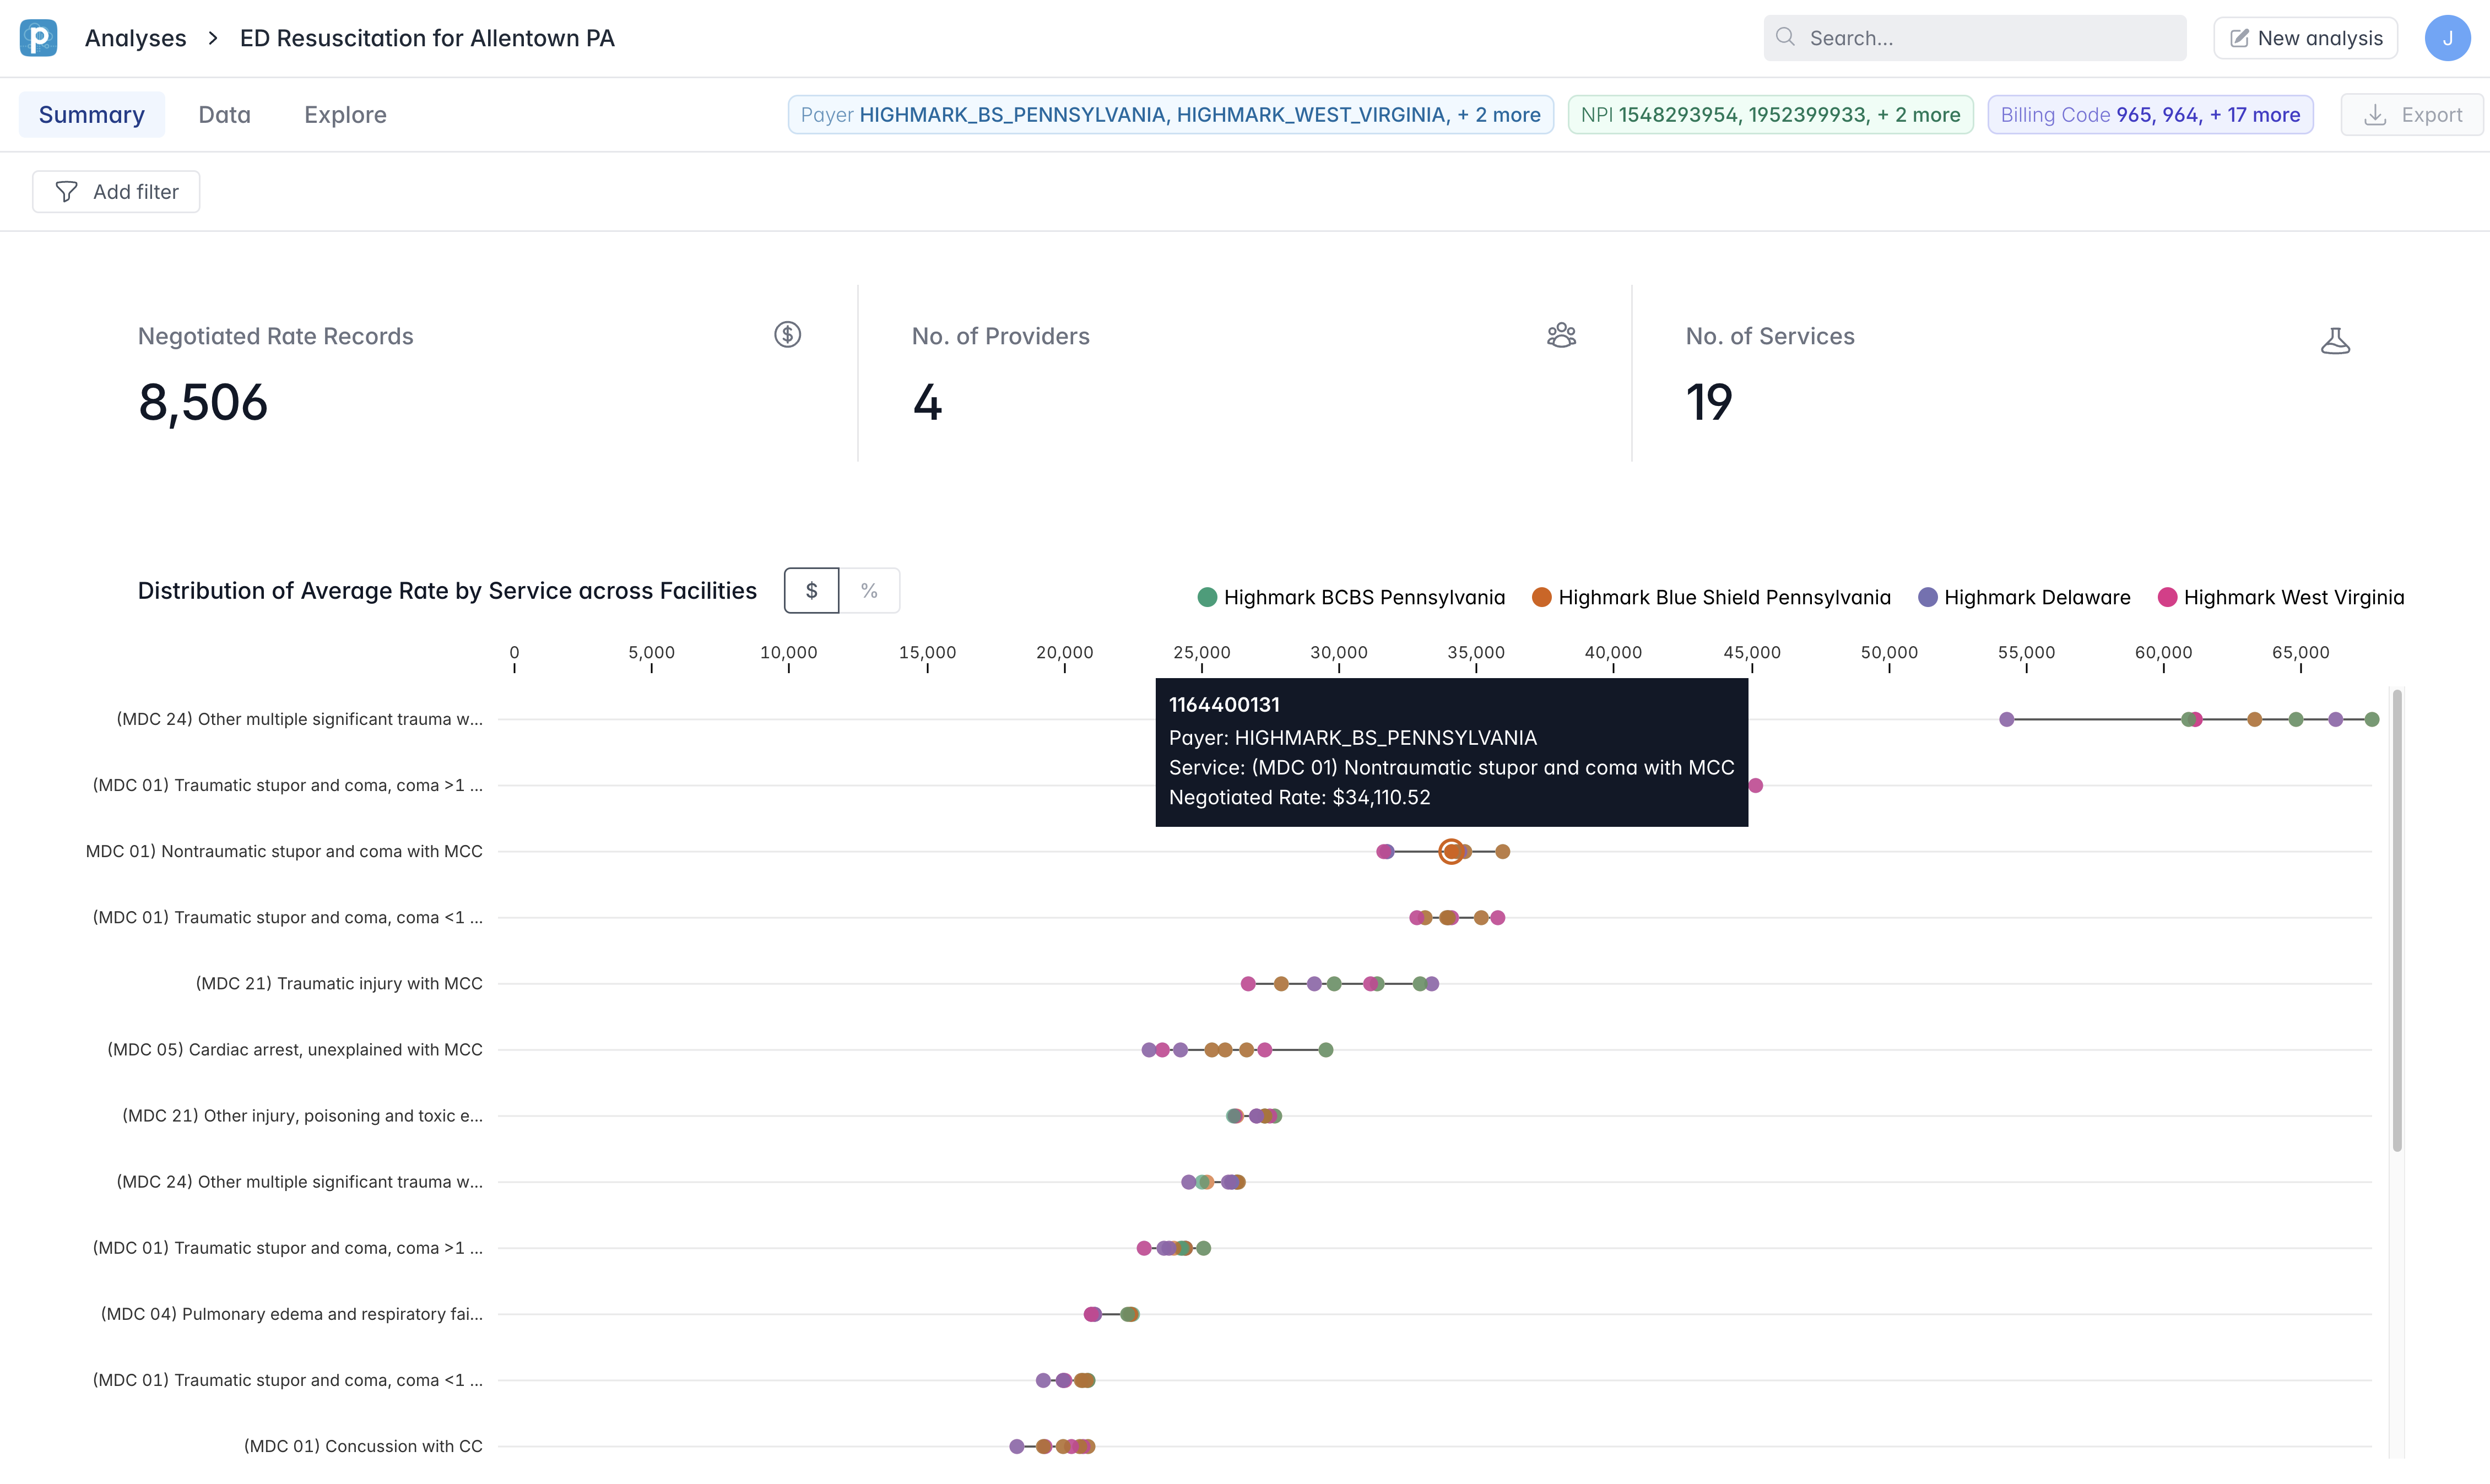 p
Analyses > ED Resuscitation for Allentown PA
Search...
New analysis
J
Summary
Data
Explore
Payer HIGHMARK_BS_PENNSYLVANIA, HIGHMARK_WEST_VIRGINIA, + 2 more
NPI 1548293954, 1952399933, + 2 more
Billing Code 965, 964, + 17 more
Export
Add filter
Negotiated Rate Records
8,506
No. of Providers
4
No. of Services
19
Distribution of Average Rate by Service across Facilities
$ %
Highmark BCBS Pennsylvania
Highmark Blue Shield Pennsylvania
Highmark Delaware
Highmark West Virginia
0 5,000 10,000 15,000 20,000 25,000 30,000 35,000 40,000 45,000 50,000 55,000 60,000 65,000
1164400131
Payer: HIGHMARK_BS_PENNSYLVANIA
Service: (MDC 01) Nontraumatic stupor and coma with MCC
Negotiated Rate: $34,110.52
(MDC 24) Other multiple significant trauma w...
(MDC 01) Traumatic stupor and coma, coma >1 ...
MDC 01) Nontraumatic stupor and coma with MCC
(MDC 01) Traumatic stupor and coma, coma <1 ...
(MDC 21) Traumatic injury with MCC
(MDC 05) Cardiac arrest, unexplained with MCC
(MDC 21) Other injury, poisoning and toxic e...
(MDC 24) Other multiple significant trauma w...
(MDC 01) Traumatic stupor and coma, coma >1 ...
(MDC 04) Pulmonary edema and respiratory fai...
(MDC 01) Traumatic stupor and coma, coma <1 ...
(MDC 01) Concussion with CC